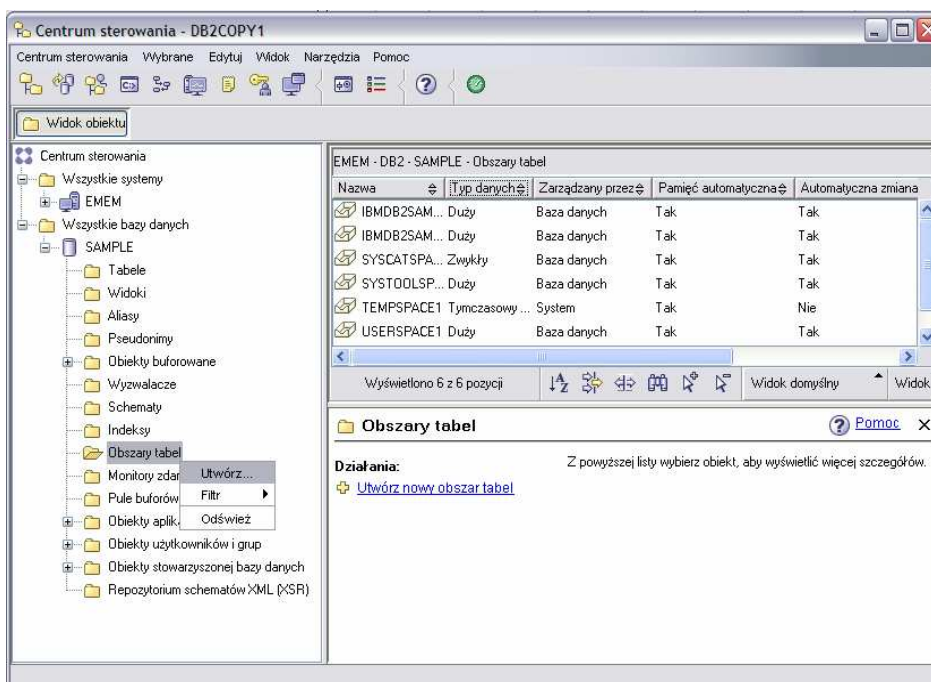 Centrum sterowania - DB2COPY1
Centrum sterowania Wybrane Edytuj Widok Narzędzia Pomoc
Widok obiektu
Centrum sterowania
Wszystkie systemy
EMEM
Wszystkie bazy danych
SAMPLE
Tabele
Widoki
Aliasy
Pseudonimy
Obiekty buforowane
Wyzwalacze
Schematy
Indeksy
Obszary tabel
Monitory zdar
Pule buforów
Obiekty aplik
Obiekty użytkowników i grup
Obiekty stowarzyszonej bazy danych
Repozytorium schematów XML (XSR)
Utwórz...
Filtr
Odśwież
EMEM - DB2 - SAMPLE - Obszary tabel
Nazwa Typ danych Zarządzany przez Pamięć automatyczna Automatyczna zmiana
IBMDB2SAM... Duży Baza danych Tak Tak
IBMDB2SAM... Duży Baza danych Tak Tak
SYSCATSPA... Zwykły Baza danych Tak Tak
SYSTOOLSP... Duży Baza danych Tak Tak
TEMPSPACE1 Tymczasowy ... System Tak Nie
USERSPACE1 Duży Baza danych Tak Tak
Wyświetlono 6 z 6 pozycji Widok domyślny Widok
Obszary tabel Pomoc
Działania: Z powyższej listy wybierz obiekt, aby wyświetlić więcej szczegółów.
Utwórz nowy obszar tabel